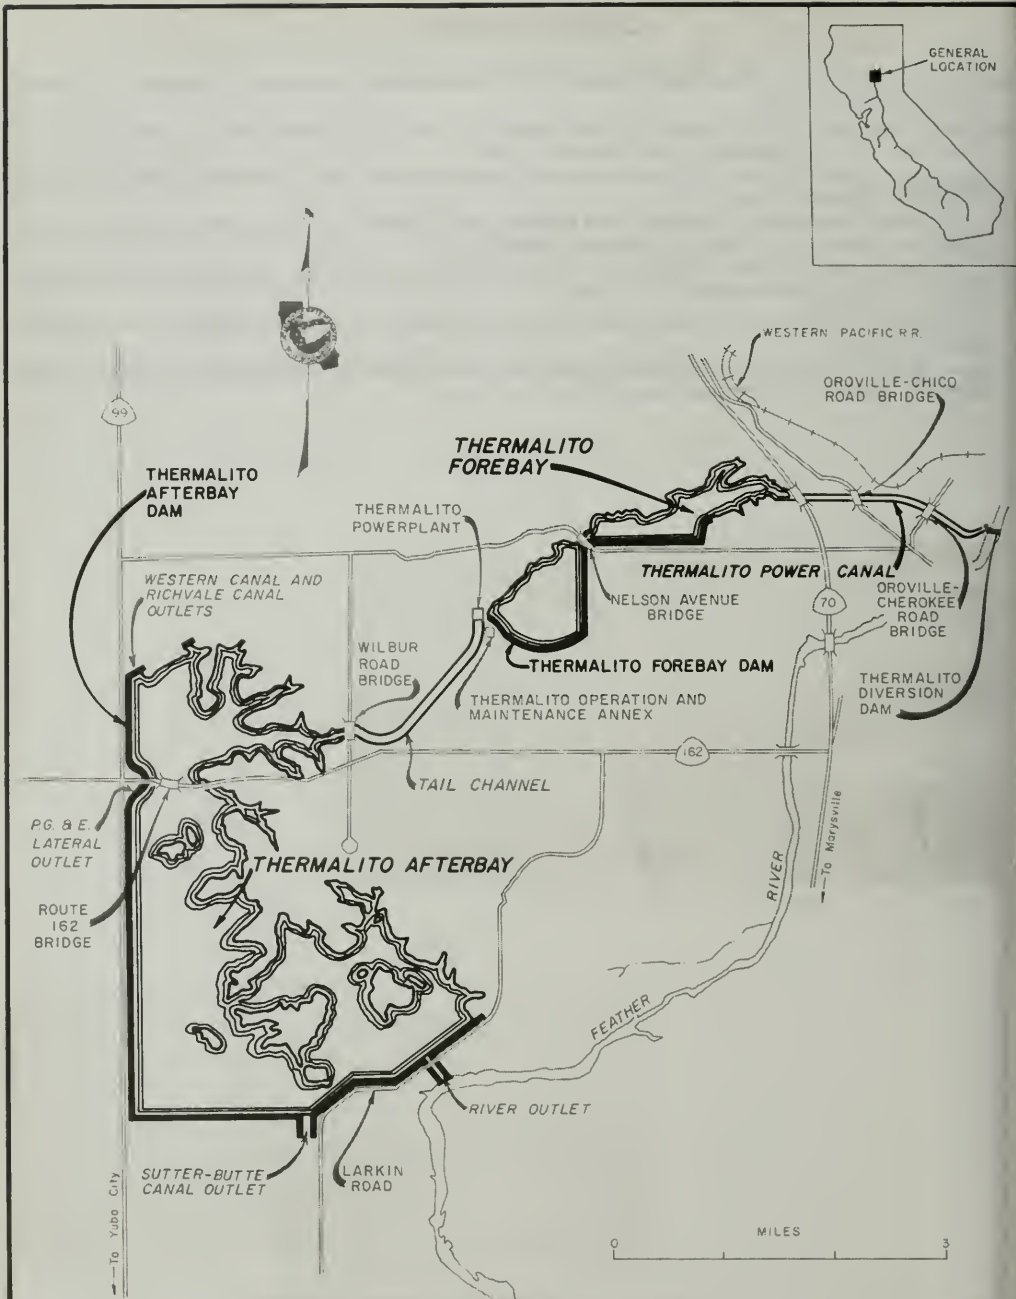 GENERAL
LOCATION
WESTERN PACIFIC R.R.
OROVILLE-CHICO
ROAD BRIDGE
99
THERMALITO
FOREBAY
THERMALITO
AFTERBAY
DAM
THERMALITO
POWERPLANT
WESTERN CANAL AND
RICHVALE CANAL
OUTLETS
THERMALITO POWER CANAL
NELSON AVENUE
BRIDGE
70
OROVILLE-
CHEROKEE
ROAD
BRIDGE
WILBUR
ROAD
BRIDGE
THERMALITO FOREBAY DAM
THERMALITO OPERATION AND
MAINTENANCE ANNEX
THERMALITO
DIVERSION
DAM
162
TAIL CHANNEL
P.G. & E.
LATERAL
OUTLET
THERMALITO AFTERBAY
To Marysville
ROUTE
162
BRIDGE
RIVER
FEATHER
RIVER OUTLET
SUTTER-BUTTE
CANAL OUTLET
LARKIN
ROAD
To Yuba City
MILES
0
3